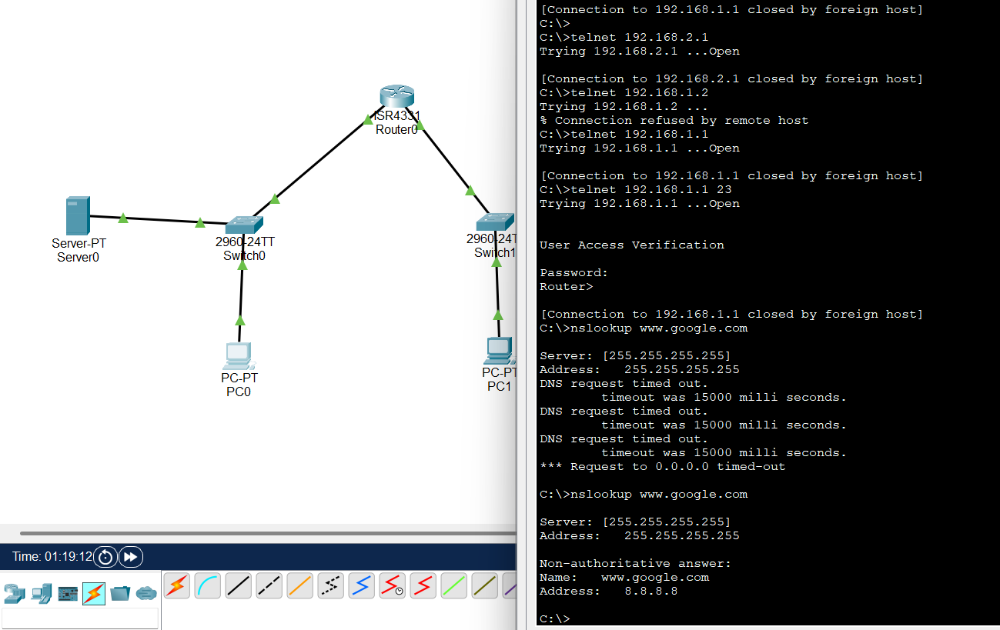 ISR4331
Router0
Server-PT
Server0
2960-24TT
Switch0
2960-24T
Switch1
PC-PT
PC0
PC-PT
PC1
Time: 01:19:12
[Connection to 192.168.1.1 closed by foreign host]
C:\>
C:\>telnet 192.168.2.1
Trying 192.168.2.1 ...Open
[Connection to 192.168.2.1 closed by foreign host]
C:\>telnet 192.168.1.2
Trying 192.168.1.2 ...
% Connection refused by remote host
C:\>telnet 192.168.1.1
Trying 192.168.1.1 ...Open
[Connection to 192.168.1.1 closed by foreign host]
C:\>telnet 192.168.1.1 23
Trying 192.168.1.1 ...Open
User Access Verification
Password:
Router>
[Connection to 192.168.1.1 closed by foreign host]
C:\>nslookup www.google.com
Server: [255.255.255.255]
Address:   255.255.255.255
DNS request timed out.
        timeout was 15000 milli seconds.
DNS request timed out.
        timeout was 15000 milli seconds.
DNS request timed out.
        timeout was 15000 milli seconds.
*** Request to 0.0.0.0 timed-out
C:\>nslookup www.google.com
Server: [255.255.255.255]
Address:   255.255.255.255
Non-authoritative answer:
Name:   www.google.com
Address:   8.8.8.8
C:\>